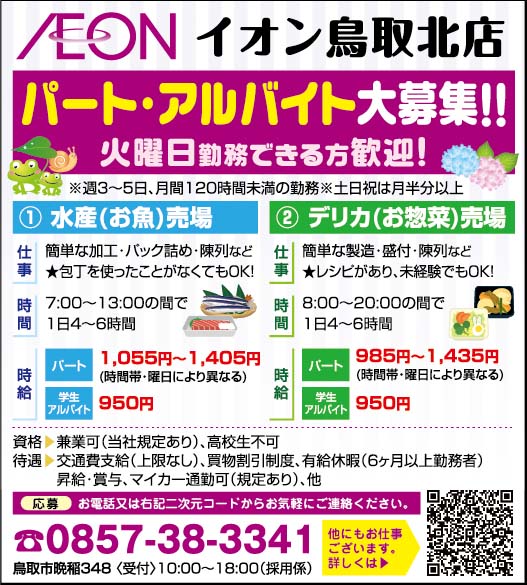 ÆON イオン鳥取北店
パート・アルバイト大募集!!
火曜日勤務できる方歓迎!
※週3～5日、月間120時間未満の勤務※土日祝は月半分以上
① 水産(お魚)売場
仕事
簡単な加工・パック詰め・陳列など
★包丁を使ったことがなくてもOK!
時間
7:00～13:00の間で
1日4～6時間
時給
パート 1,055円～1,405円
(時間帯・曜日により異なる)
学生アルバイト 950円
② デリカ(お惣菜)売場
仕事
簡単な製造・盛付・陳列など
★レシピがあり、未経験でもOK!
時間
8:00～20:00の間で
1日4～6時間
時給
パート 985円～1,435円
(時間帯・曜日により異なる)
学生アルバイト 950円
資格▶兼業可(当社規定あり)、高校生不可
待遇▶交通費支給(上限なし)、買物割引制度、有給休暇(6ヶ月以上勤務者)
昇給・賞与、マイカー通勤可(規定あり)、他
応募 お電話又は右記二次元コードからお気軽にご連絡ください。
☎0857-38-3341
鳥取市晩稲348 〈受付〉10:00～18:00(採用係)
他にもお仕事
ございます。
詳しくは▶